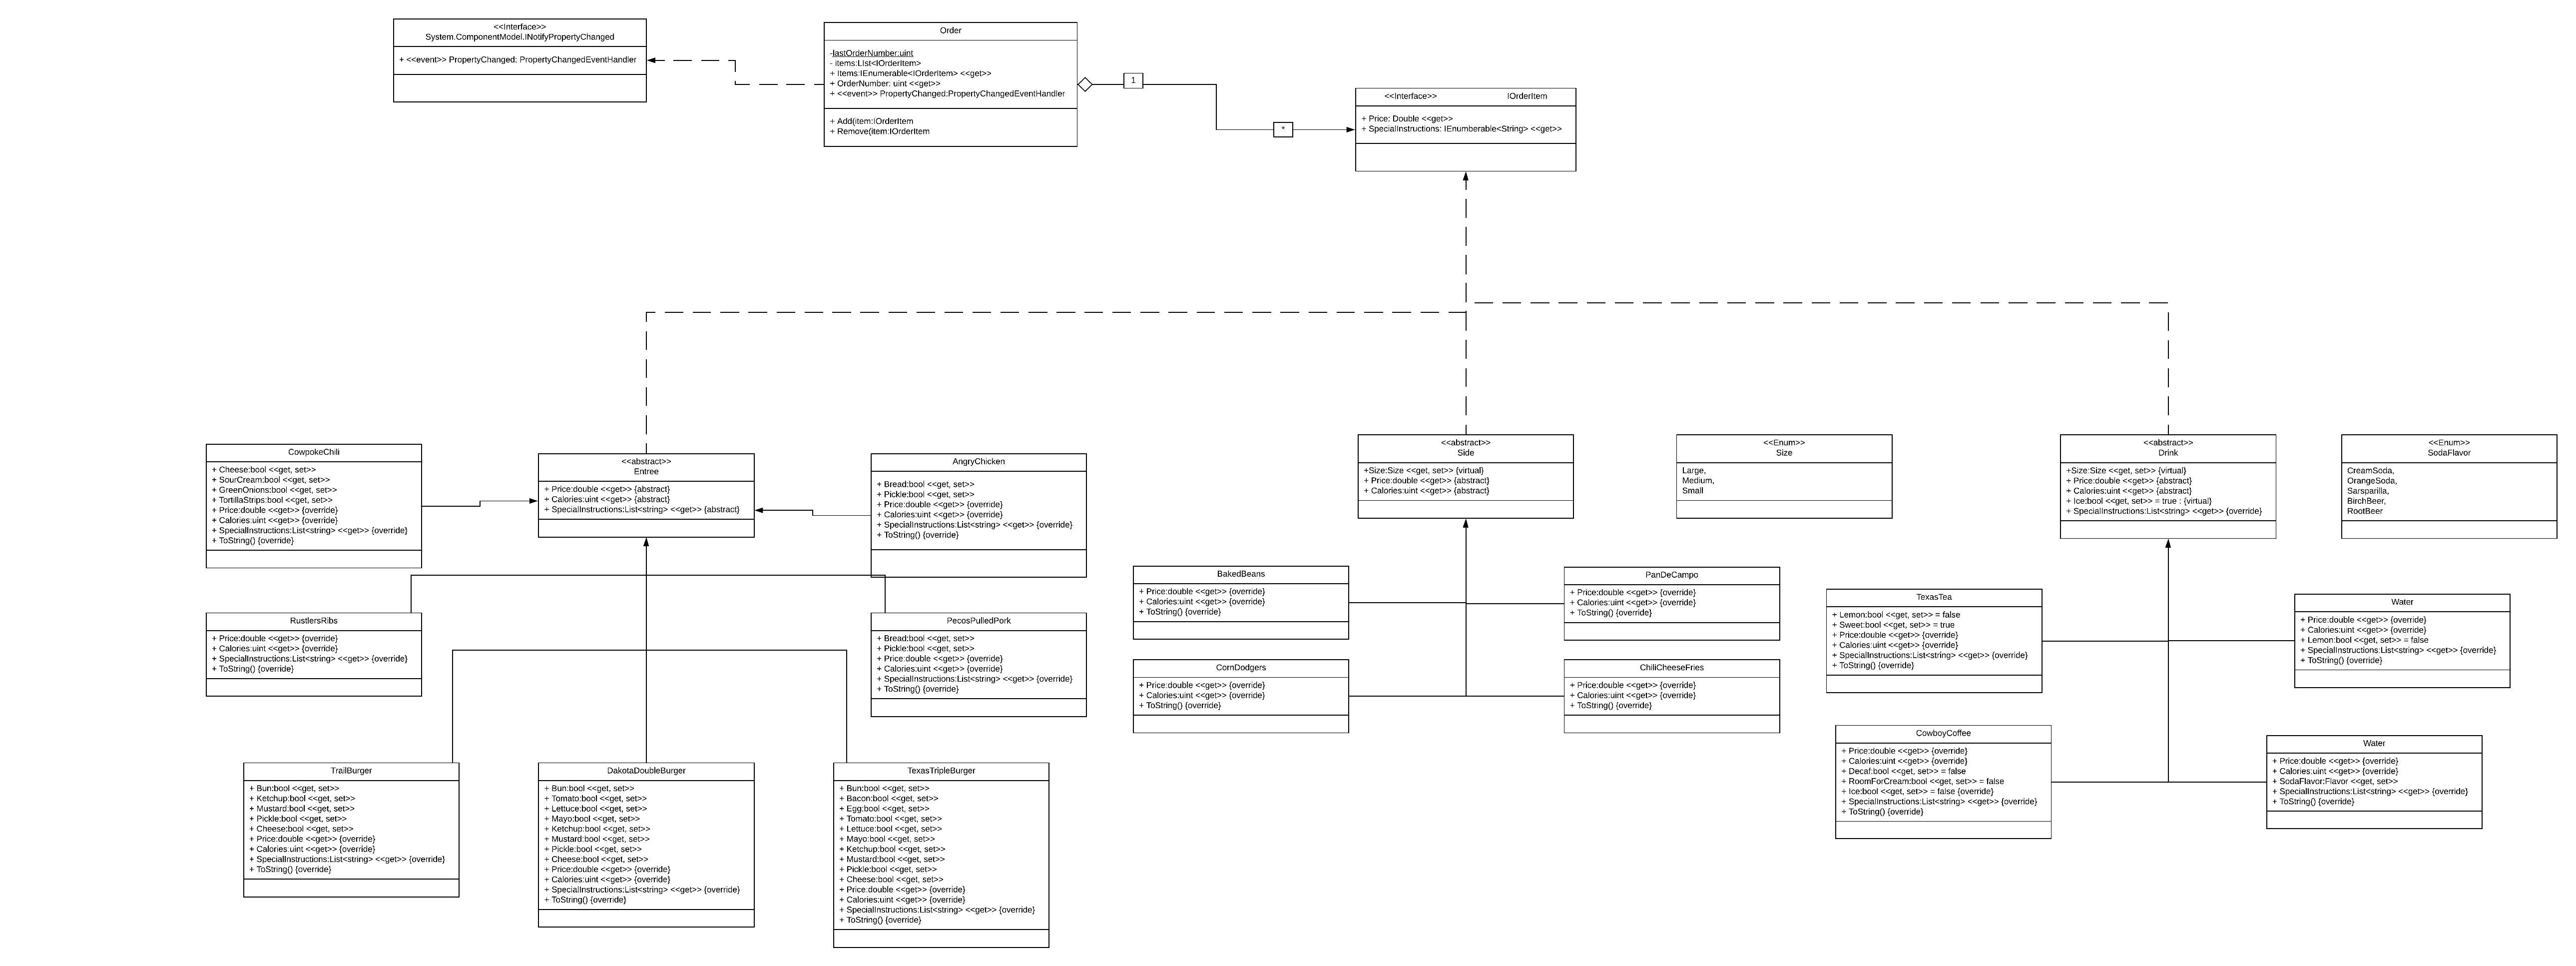 <<Interface>>
System.ComponentModel.INotifyPropertyChanged
+ <<event>> PropertyChanged: PropertyChangedEventHandler
Order
-lastOrderNumber:uint
- items:LIst<IOrderItem>
+ Items:IEnumerable<IOrderItem> <<get>>
+ OrderNumber: uint <<get>>
+ <<event>> PropertyChanged:PropertyChangedEventHandler
+ Add(item:IOrderItem
+ Remove(item:IOrderItem
1
*
<<Interface>> IOrderItem
+ Price: Double <<get>>
+ SpecialInstructions: IEnumberable<String> <<get>>
CowpokeChili
+ Cheese:bool <<get, set>>
+ SourCream:bool <<get, set>>
+ GreenOnions:bool <<get, set>>
+ TortillaStrips:bool <<get, set>>
+ Price:double <<get>> {override}
+ Calories:uint <<get>> {override}
+ SpecialInstructions:List<string> <<get>> {override}
+ ToString() {override}
<<abstract>>
Entree
+ Price:double <<get>> {abstract}
+ Calories:uint <<get>> {abstract}
+ SpecialInstructions:List<string> <<get>> {abstract}
AngryChicken
+ Bread:bool <<get, set>>
+ Pickle:bool <<get, set>>
+ Price:double <<get>> {override}
+ Calories:uint <<get>> {override}
+ SpecialInstructions:List<string> <<get>> {override}
+ ToString() {override}
<<abstract>>
Side
+Size:Size <<get, set>> {virtual}
+ Price:double <<get>> {abstract}
+ Calories:uint <<get>> {abstract}
<<Enum>>
Size
Large,
Medium,
Small
<<abstract>>
Drink
+Size:Size <<get, set>> {virtual}
+ Price:double <<get>> {abstract}
+ Calories:uint <<get>> {abstract}
+ Ice:bool <<get, set>> = true : {virtual}
+ SpecialInstructions:List<string> <<get>> {override}
<<Enum>>
SodaFlavor
CreamSoda,
OrangeSoda,
Sarsparilla,
BirchBeer,
RootBeer
RustlersRibs
+ Price:double <<get>> {override}
+ Calories:uint <<get>> {override}
+ SpecialInstructions:List<string> <<get>> {override}
+ ToString() {override}
PecosPulledPork
+ Bread:bool <<get, set>>
+ Pickle:bool <<get, set>>
+ Price:double <<get>> {override}
+ Calories:uint <<get>> {override}
+ SpecialInstructions:List<string> <<get>> {override}
+ ToString() {override}
BakedBeans
+ Price:double <<get>> {override}
+ Calories:uint <<get>> {override}
+ ToString() {override}
PanDeCampo
+ Price:double <<get>> {override}
+ Calories:uint <<get>> {override}
+ ToString() {override}
CornDodgers
+ Price:double <<get>> {override}
+ Calories:uint <<get>> {override}
+ ToString() {override}
ChiliCheeseFries
+ Price:double <<get>> {override}
+ Calories:uint <<get>> {override}
+ ToString() {override}
TexasTea
+ Lemon:bool <<get, set>> = false
+ Sweet:bool <<get, set>> = true
+ Price:double <<get>> {override}
+ Calories:uint <<get>> {override}
+ SpecialInstructions:List<string> <<get>> {override}
+ ToString() {override}
Water
+ Price:double <<get>> {override}
+ Calories:uint <<get>> {override}
+ Lemon:bool <<get, set>> = false
+ SpecialInstructions:List<string> <<get>> {override}
+ ToString() {override}
CowboyCoffee
+ Price:double <<get>> {override}
+ Calories:uint <<get>> {override}
+ Decaf:bool <<get, set>> = false
+ RoomForCream:bool <<get, set>> = false
+ Ice:bool <<get, set>> = false {override}
+ SpecialInstructions:List<string> <<get>> {override}
+ ToString() {override}
Water
+ Price:double <<get>> {override}
+ Calories:uint <<get>> {override}
+ SodaFlavor:Flavor <<get, set>>
+ SpecialInstructions:List<string> <<get>> {override}
+ ToString() {override}
TrailBurger
+ Bun:bool <<get, set>>
+ Ketchup:bool <<get, set>>
+ Mustard:bool <<get, set>>
+ Pickle:bool <<get, set>>
+ Cheese:bool <<get, set>>
+ Price:double <<get>> {override}
+ Calories:uint <<get>> {override}
+ SpecialInstructions:List<string> <<get>> {override}
+ ToString() {override}
DakotaDoubleBurger
+ Bun:bool <<get, set>>
+ Tomato:bool <<get, set>>
+ Lettuce:bool <<get, set>>
+ Mayo:bool <<get, set>>
+ Ketchup:bool <<get, set>>
+ Mustard:bool <<get, set>>
+ Pickle:bool <<get, set>>
+ Cheese:bool <<get, set>>
+ Price:double <<get>> {override}
+ Calories:uint <<get>> {override}
+ SpecialInstructions:List<string> <<get>> {override}
+ ToString() {override}
TexasTripleBurger
+ Bun:bool <<get, set>>
+ Bacon:bool <<get, set>>
+ Egg:bool <<get, set>>
+ Tomato:bool <<get, set>>
+ Lettuce:bool <<get, set>>
+ Mayo:bool <<get, set>>
+ Ketchup:bool <<get, set>>
+ Mustard:bool <<get, set>>
+ Pickle:bool <<get, set>>
+ Cheese:bool <<get, set>>
+ Price:double <<get>> {override}
+ Calories:uint <<get>> {override}
+ SpecialInstructions:List<string> <<get>> {override}
+ ToString() {override}